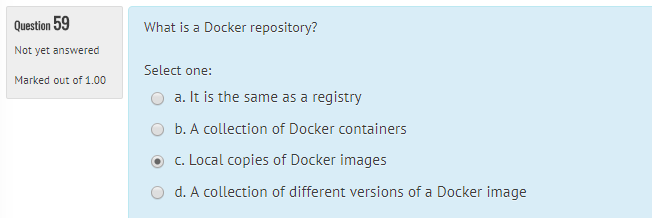 Question 59
Not yet answered
Marked out of 1.00
What is a Docker repository?
Select one:
a. It is the same as a registry
b. A collection of Docker containers
c. Local copies of Docker images
d. A collection of different versions of a Docker image